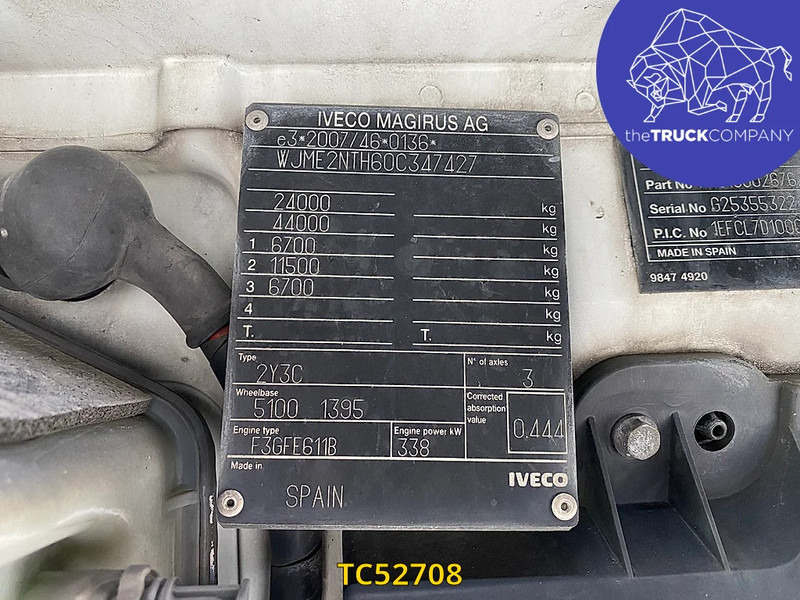 IVECO MAGIRUS AG
e3*2007/46*0136*
WJME2NTH60C347427
24000 kg
44000 kg
1 6700 kg
2 11500 kg
3 6700 kg
4 kg
T. T. kg
Type
2Y3C
N° of axles
3
Wheelbase
5100 1395
Corrected absorption value
0.444
Engine type
F3GFE611B
Engine power kW
338
Made in
SPAIN
IVECO
theTRUCKCOMPANY
Part No
Serial No G25355322
P.I.C. No 1EFCL7D100G
MADE IN SPAIN
9847 4920
TC52708